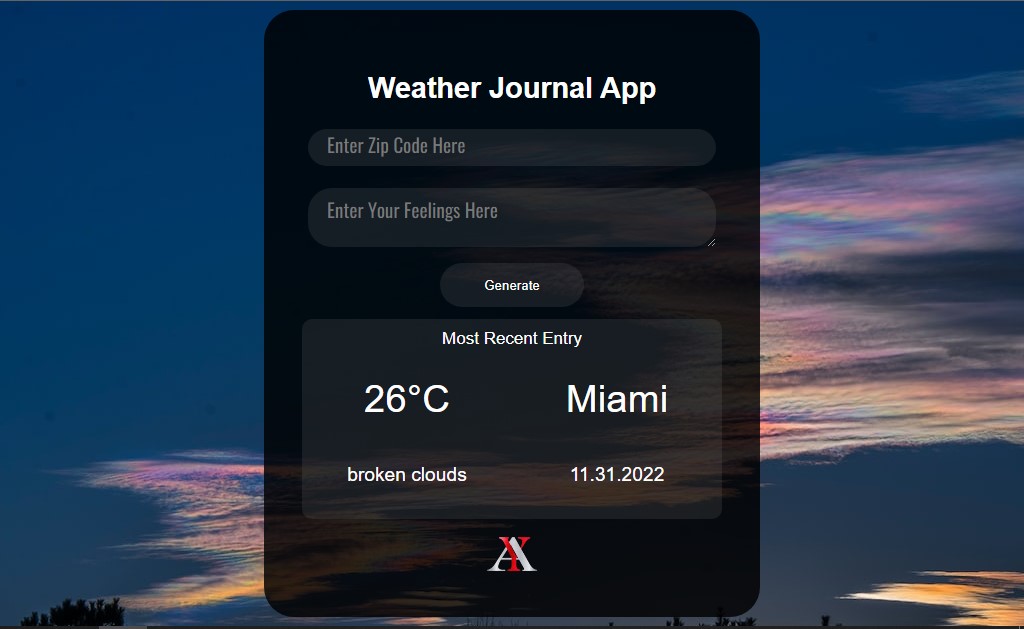 Weather Journal App
Enter Zip Code Here
Enter Your Feelings Here
Generate
Most Recent Entry
26°C
Miami
broken clouds
11.31.2022